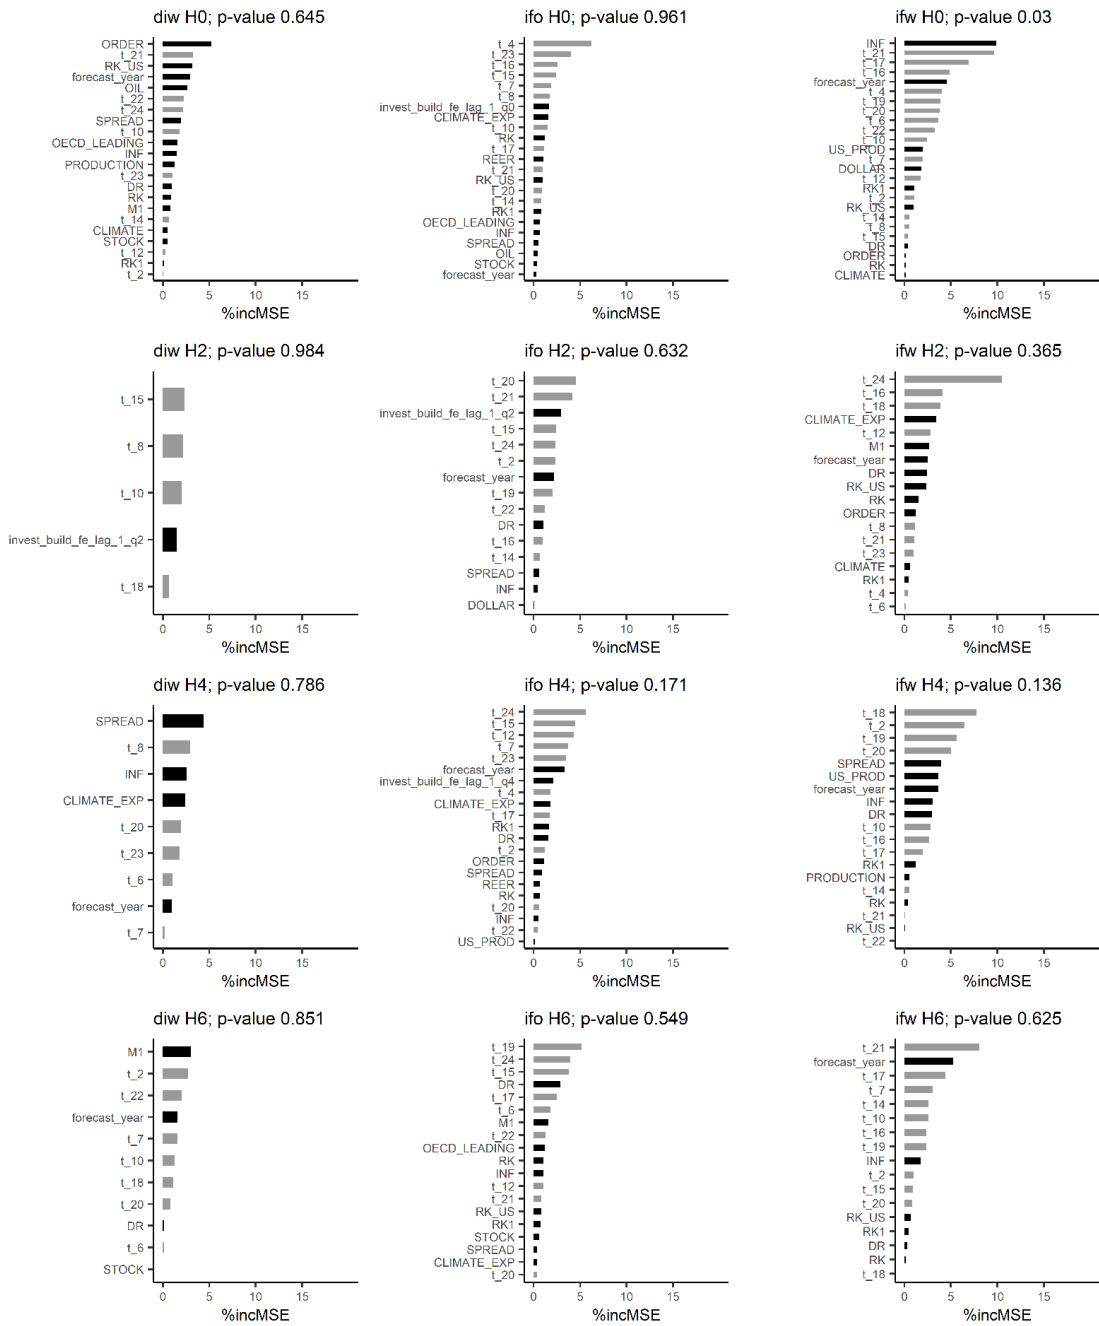 diw H0; p-value 0.645
ORDER
t_21
RK_US
forecast_year
OIL
t_22
t_24
SPREAD
t_10
OECD_LEADING
INF
PRODUCTION
t_23
DR
RK
M1
t_14
CLIMATE
STOCK
t_12
RK1
t_2
0 5 10 15
%incMSE
ifo H0; p-value 0.961
t_4
t_23
t_16
t_15
t_7
t_8
invest_build_fe_lag_1_q0
CLIMATE_EXP
t_10
RK
t_17
REER
t_21
RK_US
t_20
t_14
RK1
OECD_LEADING
INF
SPREAD
OIL
STOCK
forecast_year
0 5 10 15
%incMSE
ifw H0; p-value 0.03
INF
t_21
t_17
t_16
forecast_year
t_4
t_19
t_20
t_6
t_22
t_10
US_PROD
t_7
DOLLAR
t_12
RK1
t_2
RK_US
t_14
t_8
t_15
DR
ORDER
RK
CLIMATE
0 5 10 15
%incMSE
diw H2; p-value 0.984
t_15
t_8
t_10
invest_build_fe_lag_1_q2
t_18
0 5 10 15
%incMSE
ifo H2; p-value 0.632
t_20
t_21
invest_build_fe_lag_1_q2
t_15
t_24
t_2
forecast_year
t_19
t_22
DR
t_16
t_14
SPREAD
INF
DOLLAR
0 5 10 15
%incMSE
ifw H2; p-value 0.365
t_24
t_16
t_18
CLIMATE_EXP
t_12
M1
forecast_year
DR
RK_US
RK
ORDER
t_8
t_21
t_23
CLIMATE
RK1
t_4
t_6
0 5 10 15
%incMSE
diw H4; p-value 0.786
SPREAD
t_8
INF
CLIMATE_EXP
t_20
t_23
t_6
forecast_year
t_7
0 5 10 15
%incMSE
ifo H4; p-value 0.171
t_24
t_15
t_12
t_7
t_23
forecast_year
invest_build_fe_lag_1_q4
t_4
CLIMATE_EXP
t_17
RK1
DR
t_2
ORDER
SPREAD
REER
RK
t_20
INF
t_22
US_PROD
0 5 10 15
%incMSE
ifw H4; p-value 0.136
t_18
t_2
t_19
t_20
SPREAD
US_PROD
forecast_year
INF
DR
t_10
t_16
t_17
RK1
PRODUCTION
t_14
RK
t_21
RK_US
t_22
0 5 10 15
%incMSE
diw H6; p-value 0.851
M1
t_2
t_22
forecast_year
t_7
t_10
t_18
t_20
DR
t_6
STOCK
0 5 10 15
%incMSE
ifo H6; p-value 0.549
t_19
t_24
t_15
DR
t_17
t_6
M1
t_22
OECD_LEADING
RK
INF
t_12
t_21
RK_US
RK1
STOCK
SPREAD
CLIMATE_EXP
t_20
0 5 10 15
%incMSE
ifw H6; p-value 0.625
t_21
forecast_year
t_17
t_7
t_14
t_10
t_16
t_19
INF
t_2
t_15
t_20
RK_US
RK1
DR
RK
t_18
0 5 10 15
%incMSE